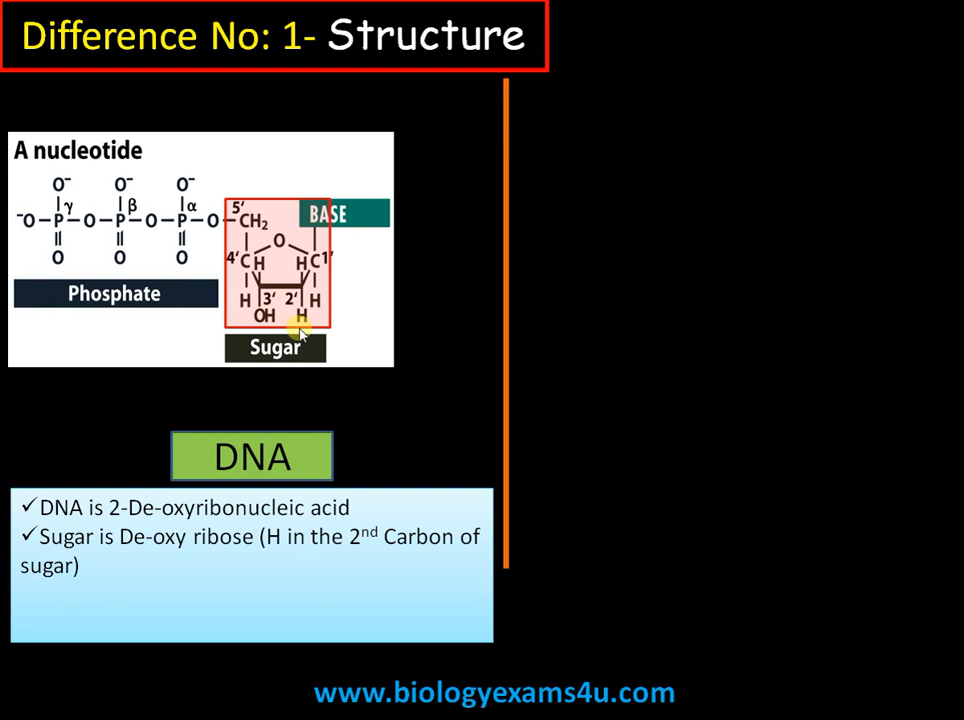 Difference No: 1- Structure
A nucleotide
O⁻ O⁻ O⁻
γ β α 5'
⁻O–P–O–P–O–P–O–CH₂ BASE
O
O O O 4'C H H C 1'
Phosphate
H 3' 2' H
OH H
Sugar
DNA
✓DNA is 2-De-oxyribonucleic acid
✓Sugar is De-oxy ribose (H in the 2nd Carbon of
sugar)
www.biologyexams4u.com